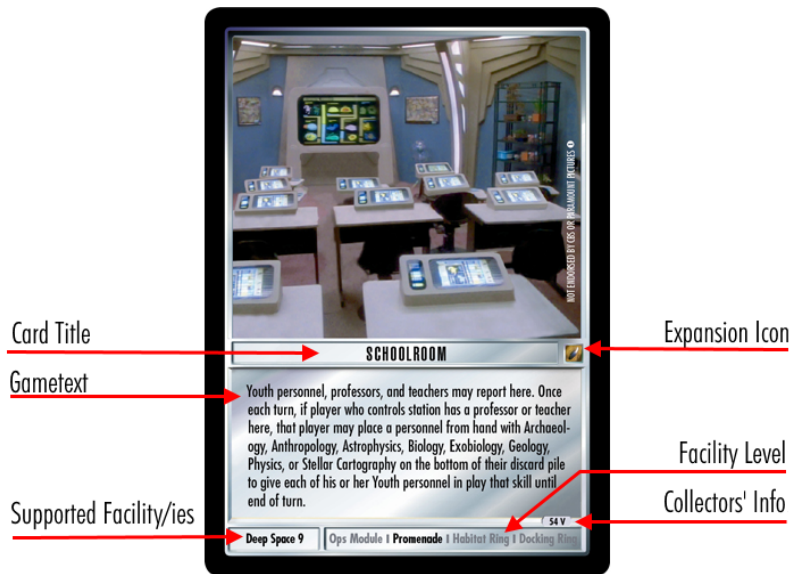 NOT ENDORSED BY CBS OR PARAMOUNT PICTURES
Card Title
SCHOOLROOM
Expansion Icon
Gametext
Youth personnel, professors, and teachers may report here. Once
each turn, if player who controls station has a professor or teacher
here, that player may place a personnel from hand with Archaeol-
ogy, Anthropology, Astrophysics, Biology, Exobiology, Geology,
Physics, or Stellar Cartography on the bottom of their discard pile
to give each of his or her Youth personnel in play that skill until
end of turn.
Facility Level
Collectors' Info
54 V
Supported Facility/ies
Deep Space 9
Ops Module I Promenade I Habitat Ring I Docking Ring